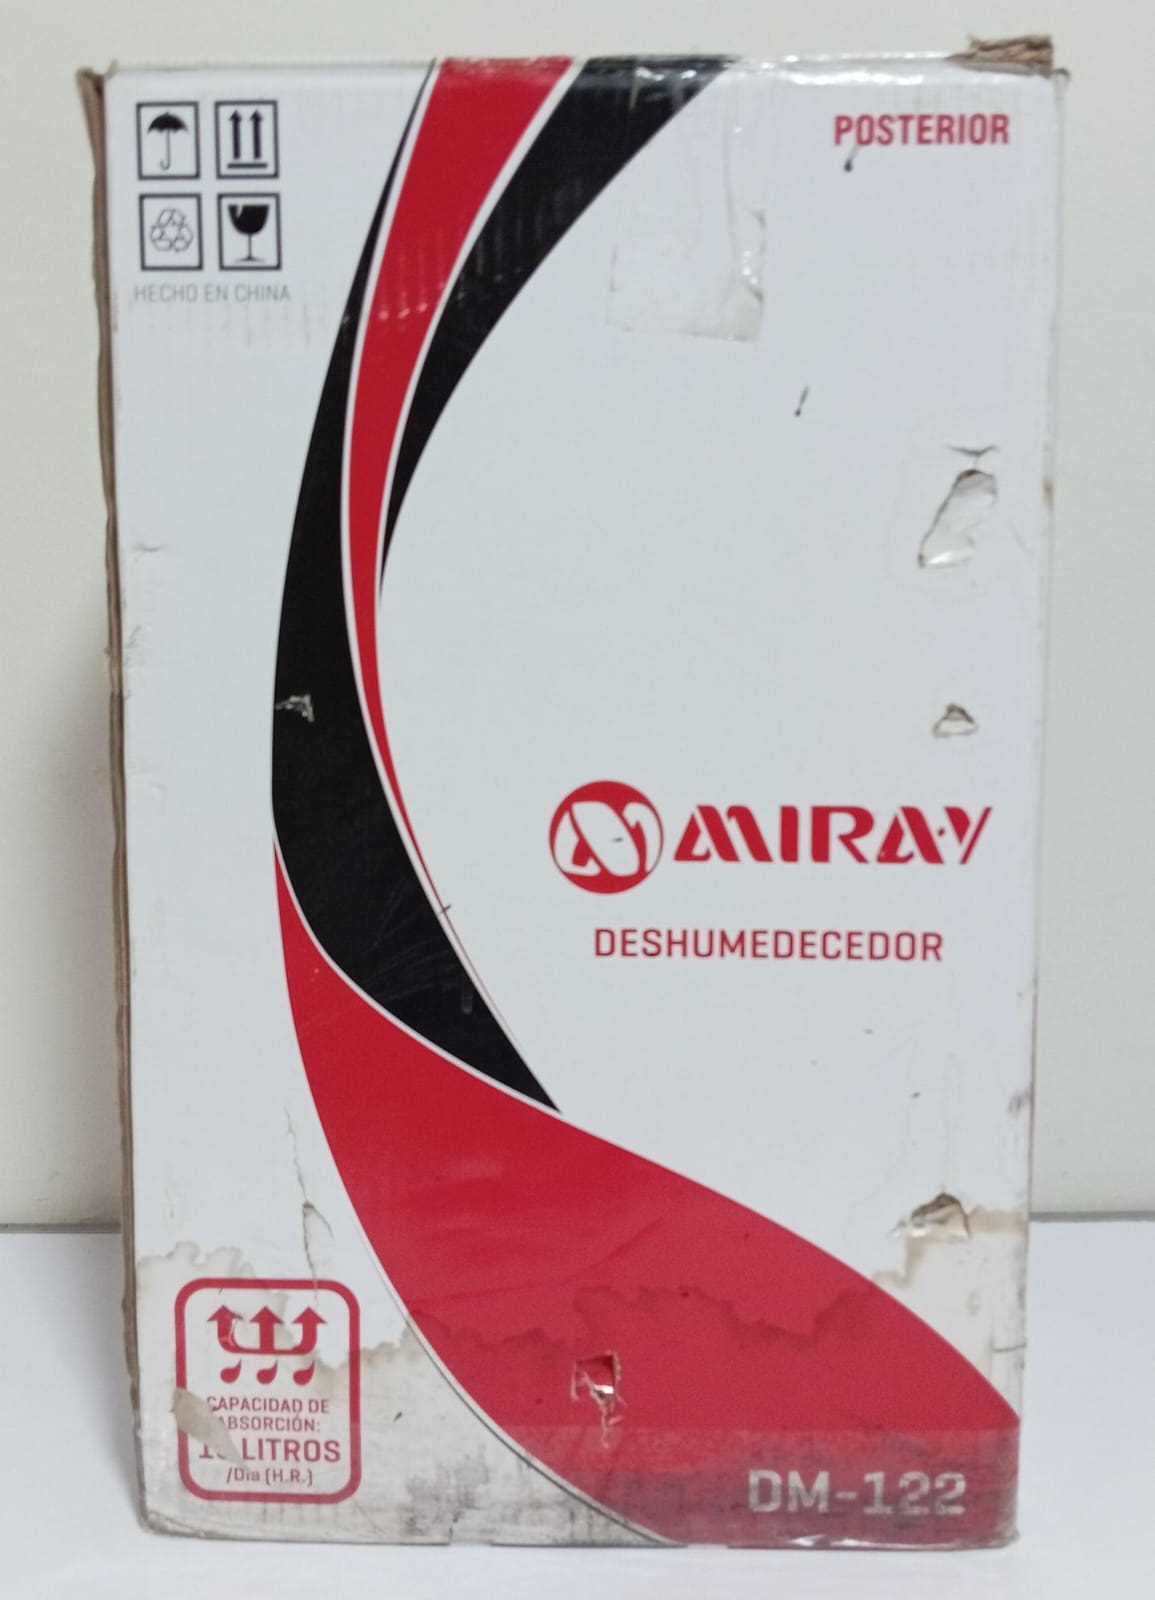 POSTERIOR
HECHO EN CHINA
MIRAY
DESHUMEDECEDOR
CAPACIDAD DE
ABSORCIÓN:
LITROS
/Día (H.R.)
DM-122